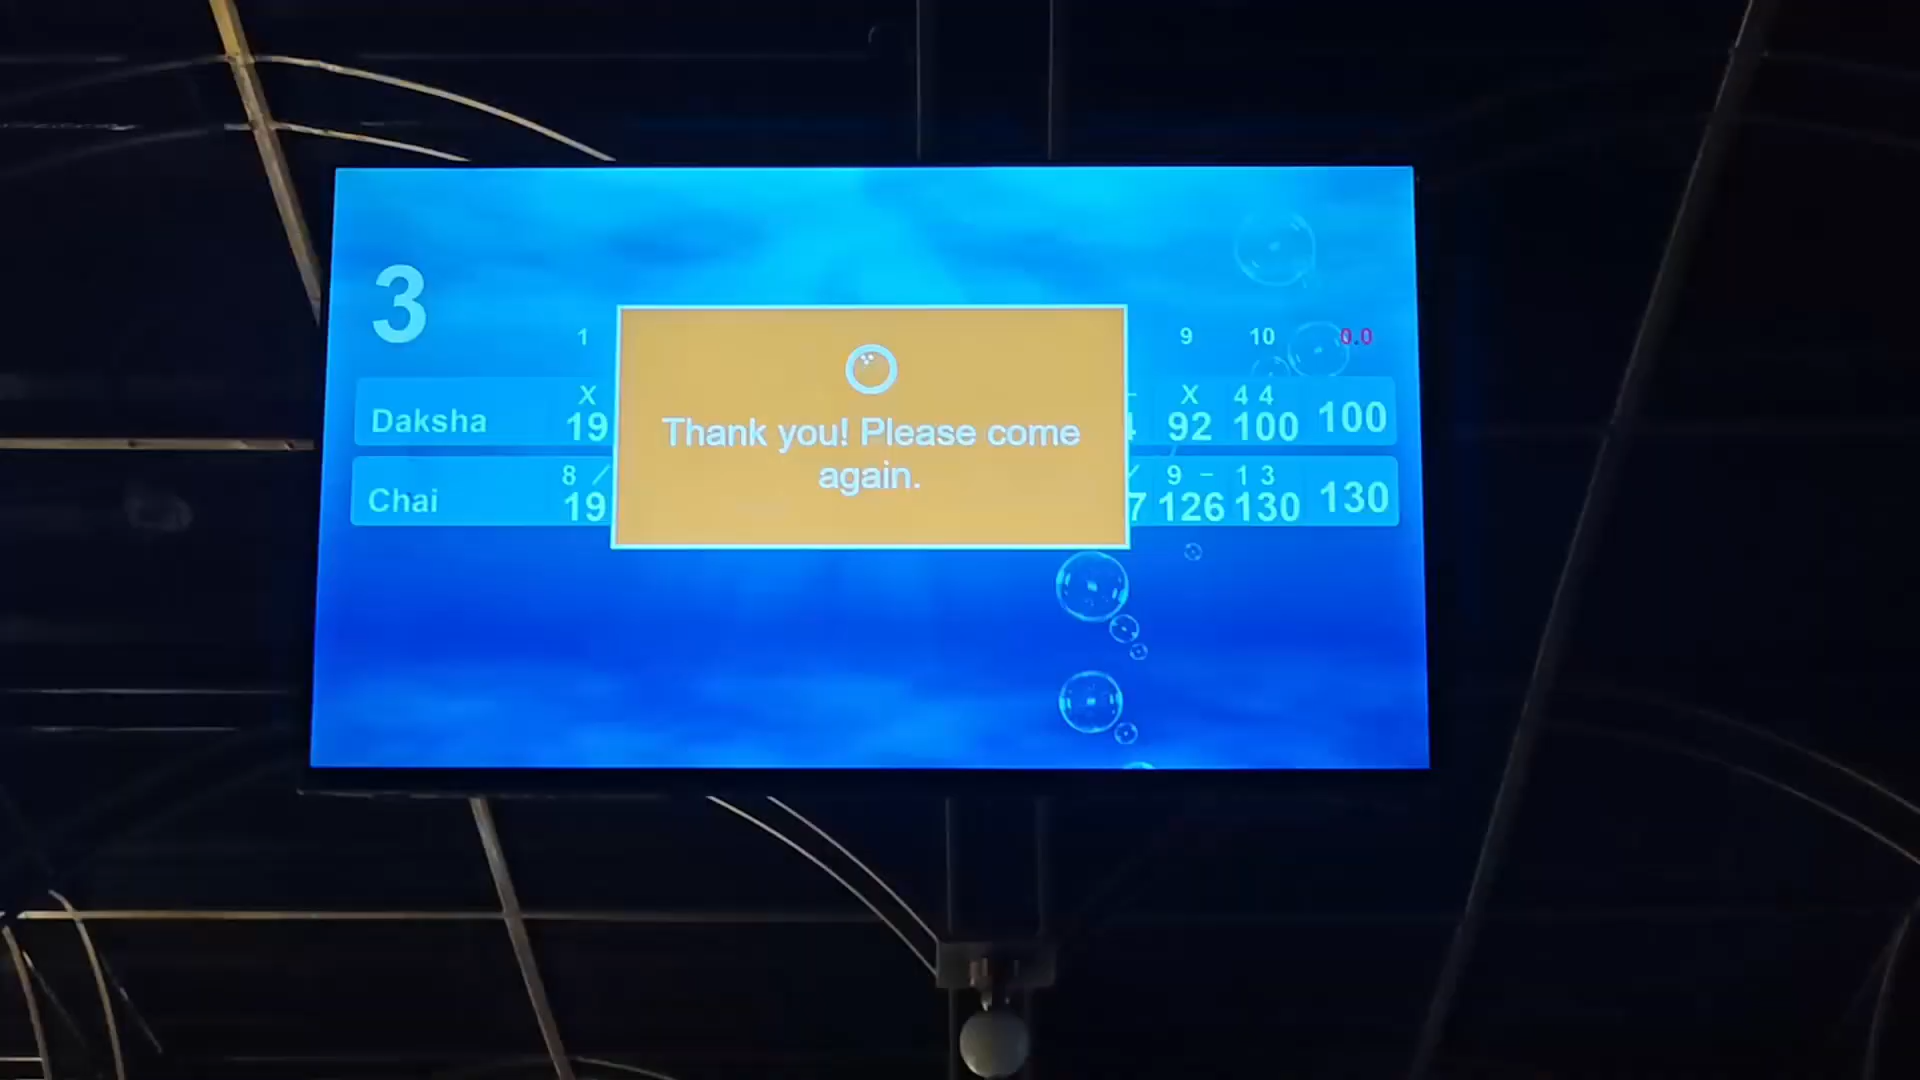 3
1 9 10 0.0
X X 4 4
Daksha 19 92 100 100
8 / 9 - 1 3
Chai 19 126 130 130
Thank you! Please come
again.